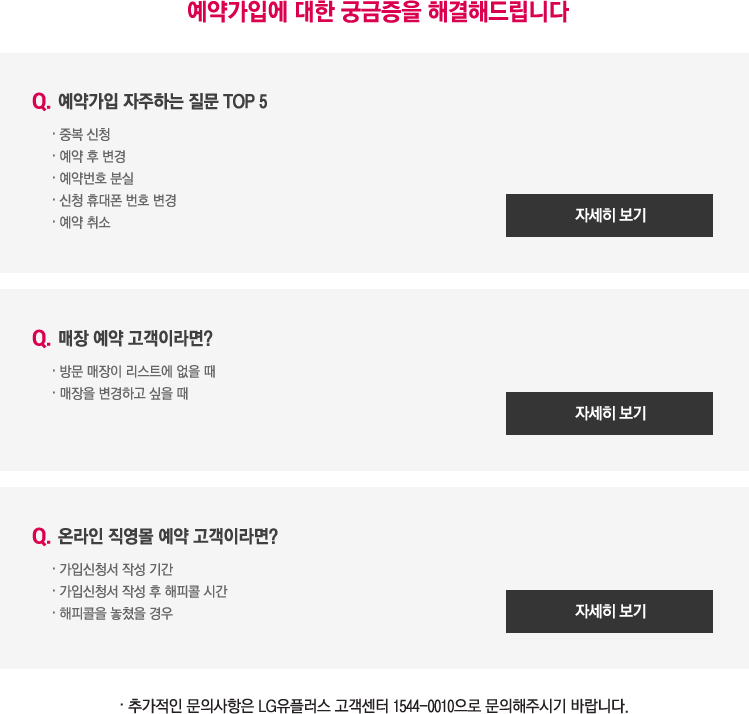 예약가입에 대한 궁금증을 해결해드립니다
Q. 예약가입 자주하는 질문 TOP 5
· 중복 신청
· 예약 후 변경
· 예약번호 분실
· 신청 휴대폰 번호 변경
· 예약 취소
자세히 보기
Q. 매장 예약 고객이라면?
· 방문 매장이 리스트에 없을 때
· 매장을 변경하고 싶을 때
자세히 보기
Q. 온라인 직영몰 예약 고객이라면?
· 가입신청서 작성 기간
· 가입신청서 작성 후 해피콜 시간
· 해피콜을 놓쳤을 경우
자세히 보기
· 추가적인 문의사항은 LG유플러스 고객센터 1544-0010으로 문의해주시기 바랍니다.